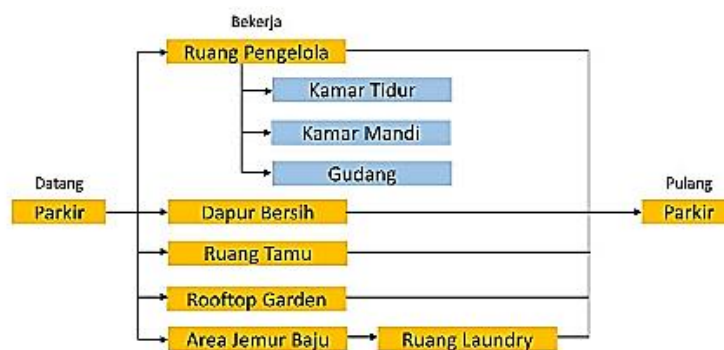 Bekerja
Ruang Pengelola
Kamar Tidur
Kamar Mandi
Gudang
Datang
Parkir
Dapur Bersih
Pulang
Parkir
Ruang Tamu
Rooftop Garden
Area Jemur Baju
Ruang Laundry